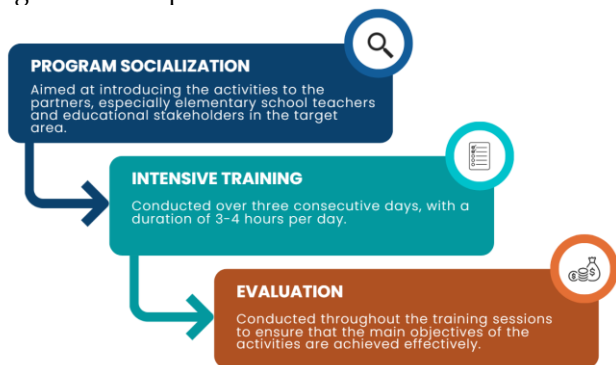 PROGRAM SOCIALIZATION
Aimed at introducing the activities to the
partners, especially elementary school teachers
and educational stakeholders in the target
area.
INTENSIVE TRAINING
Conducted over three consecutive days, with a
duration of 3-4 hours per day.
EVALUATION
Conducted throughout the training sessions
to ensure that the main objectives of the
activities are achieved effectively.